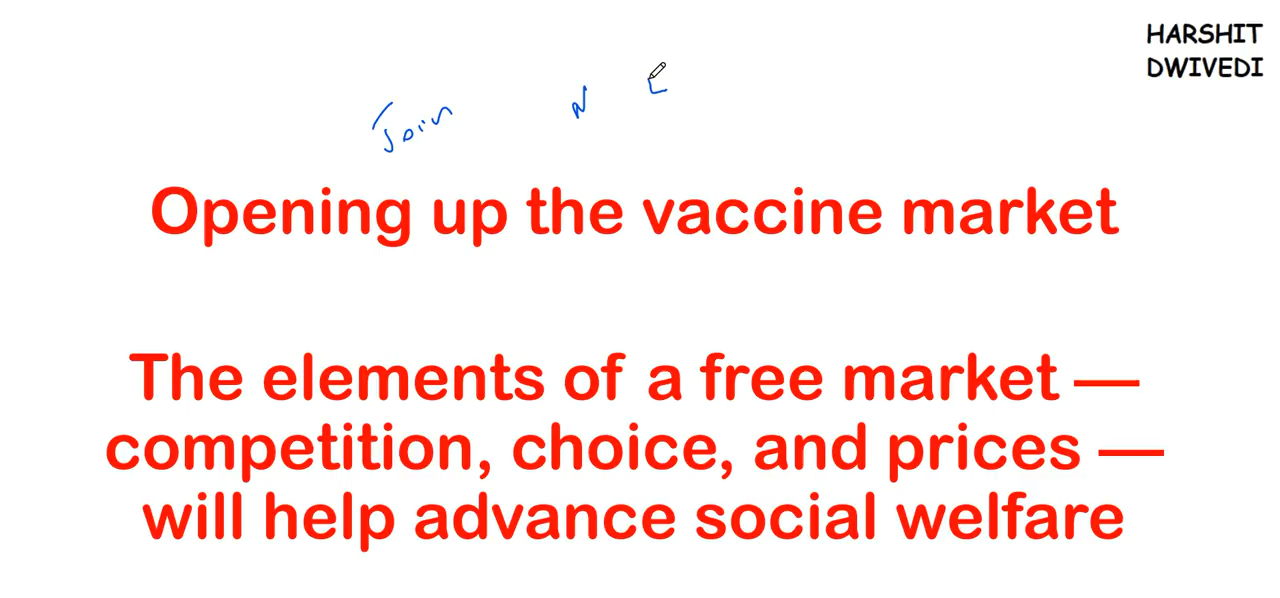 HARSHIT
DWIVEDI
Join N E
Opening up the vaccine market
The elements of a free market —
competition, choice, and prices —
will help advance social welfare